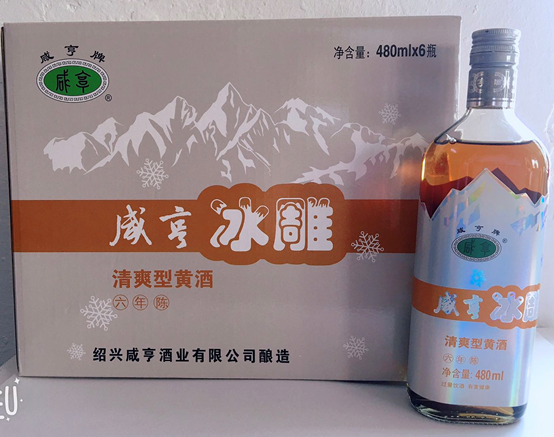 咸亨牌
咸亨
®
净含量：480mlx6瓶
咸亨 冰雕
清爽型黄酒
六年陈
绍兴咸亨酒业有限公司酿造
咸亨牌
咸亨
咸亨 冰雕
清爽型黄酒
六年陈
净含量: 480ml